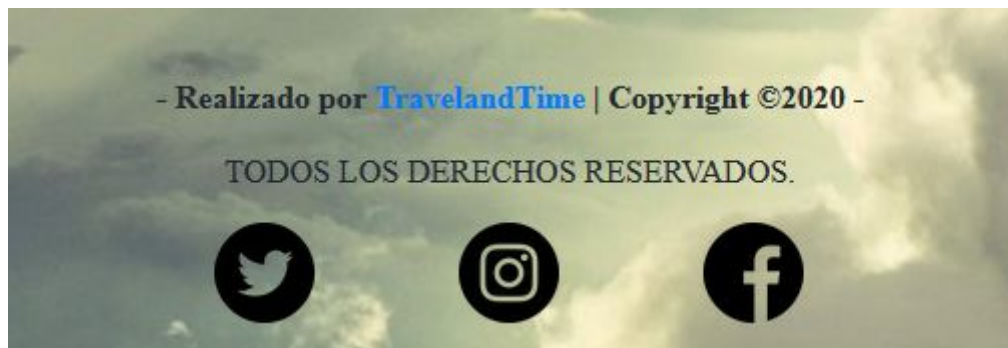 - Realizado por TravelandTime | Copyright ©2020 -
TODOS LOS DERECHOS RESERVADOS.